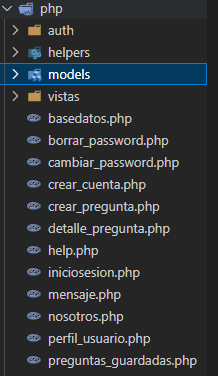 php
auth
helpers
models
vistas
basedatos.php
borrar_password.php
cambiar_password.php
crear_cuenta.php
crear_pregunta.php
detalle_pregunta.php
help.php
iniciosesion.php
mensaje.php
nosotros.php
perfil_usuario.php
preguntas_guardadas.php